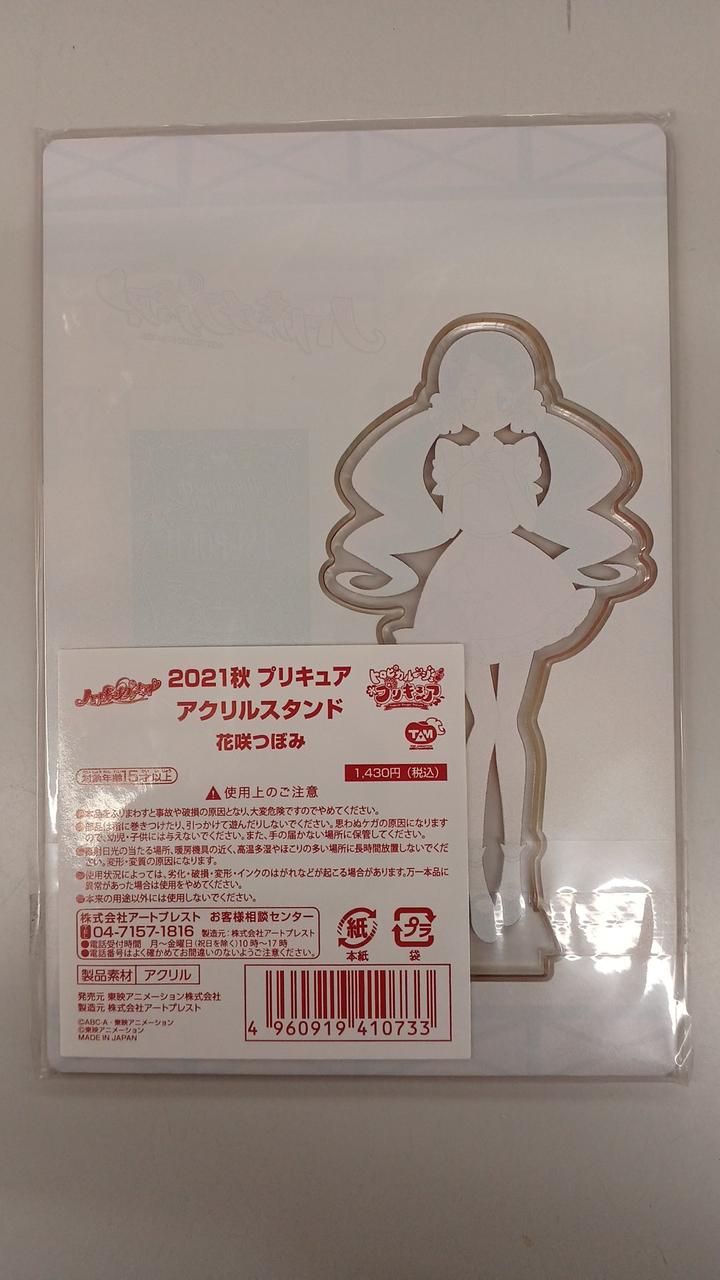 ハートキャッチプリキュア!
2021秋 プリキュア
アクリルスタンド
花咲つぼみ
トロピカル〜ジュ!
プリキュア
TAVI
対象年齢 15才以上
1,430円(税込)
使用上のご注意
●本品をふりまわすと事故や破損の原因となり、大変危険ですのでやめてください。
●部品は指に巻きつけたり、引っかけて遊んだりしないでください。思わぬケガの原因になります
ので、幼児・子供には与えないでください。また、手の届かない場所に保管してください。
●直射日光の当たる場所、暖房機具の近く、高温多湿やほこりの多い場所に長時間放置しないでくだ
さい。変形・変質の原因になります。
●使用状況によっては、劣化・破損・変形・インクのはがれなどが起こる場合があります。万一本品に
異常があった場合は使用をやめてください。
●本来の用途以外には使用しないでください。
株式会社アートプレスト お客様相談センター
04-7157-1816 製造元:株式会社アートプレスト
●電話受付時間 月〜金曜日(祝日を除く)10時〜17時
●電話番号はよく確かめてお間違いのないようご注意ください。
紙
本紙
プラ
袋
製品素材 アクリル
発売元 東映アニメーション株式会社
製造元 株式会社アートプレスト
©ABC-A・東映アニメーション
©東映アニメーション
MADE IN JAPAN
4 960919 410733